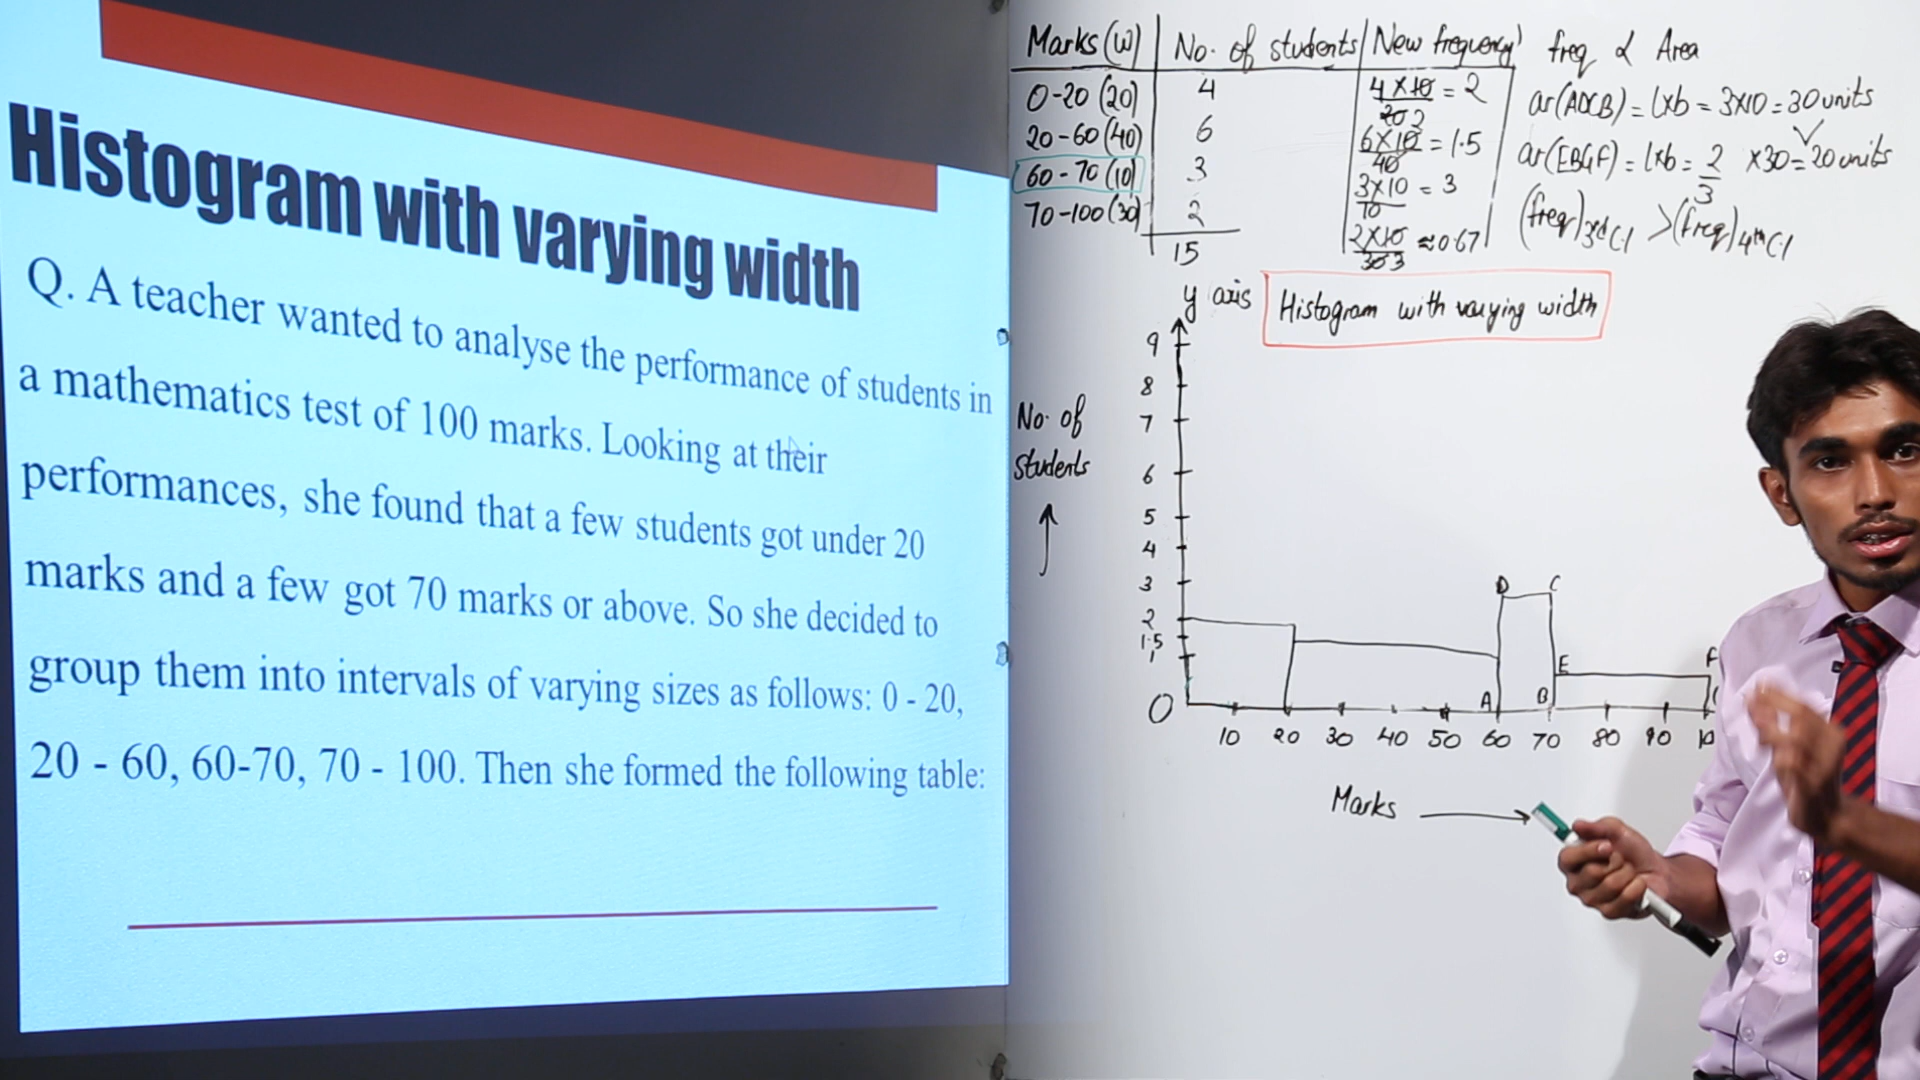 Histogram with varying width
Q. A teacher wanted to analyse the performance of students in
a mathematics test of 100 marks. Looking at their
performances, she found that a few students got under 20
marks and a few got 70 marks or above. So she decided to
group them into intervals of varying sizes as follows: 0 - 20,
20 - 60, 60-70, 70 - 100. Then she formed the following table:
Marks (w) No. of students New frequency
0-20 (20) 4 4×10/20 = 2
20-60 (40) 6 6×10/40 = 1.5
60-70 (10) 3 3×10/10 = 3
70-100 (30) 2 2×10/30 3 ≈ 0.67
15
freq α Area
ar(ADCB) = l×b = 3×10 = 30 units
ar(EBGF) = l×b = 2/3 ×30 = 20 units
(freq)3rd C.I > (freq)4th C.I
y axis
Histogram with varying width
No. of
Students
9
8
7
6
5
4
3
2
1.5
1
O
D C
E F
A B
10 20 30 40 50 60 70 80 90 10
Marks